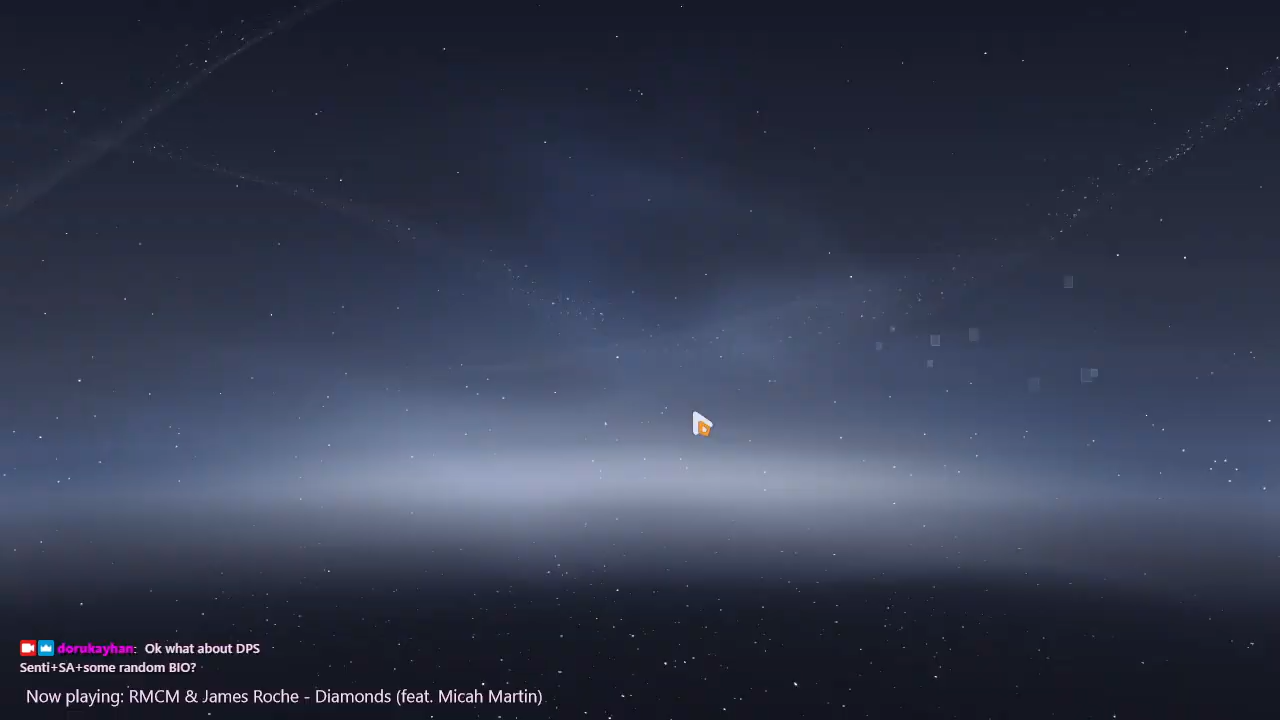 dorukayhan: Ok what about DPS
Senti+SA+some random BIO?
Now playing: RMCM & James Roche - Diamonds (feat. Micah Martin)